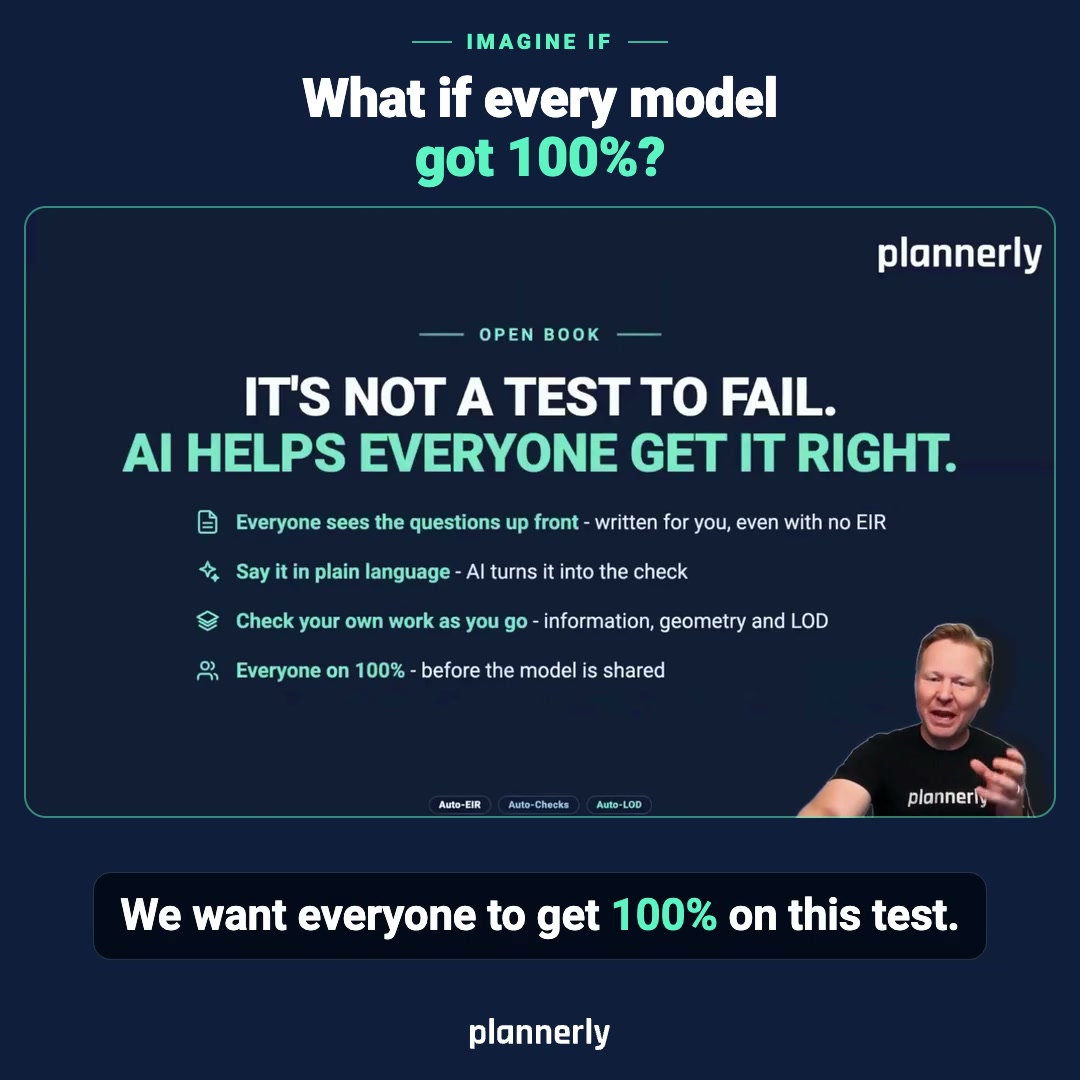 IMAGINE IF
What if every model
got 100%?
plannerly
OPEN BOOK
IT'S NOT A TEST TO FAIL.
AI HELPS EVERYONE GET IT RIGHT.
Everyone sees the questions up front - written for you, even with no EIR
Say it in plain language - AI turns it into the check
Check your own work as you go - information, geometry and LOD
Everyone on 100% - before the model is shared
plannerly
Auto-EIR Auto-Checks Auto-LOD
We want everyone to get 100% on this test.
plannerly